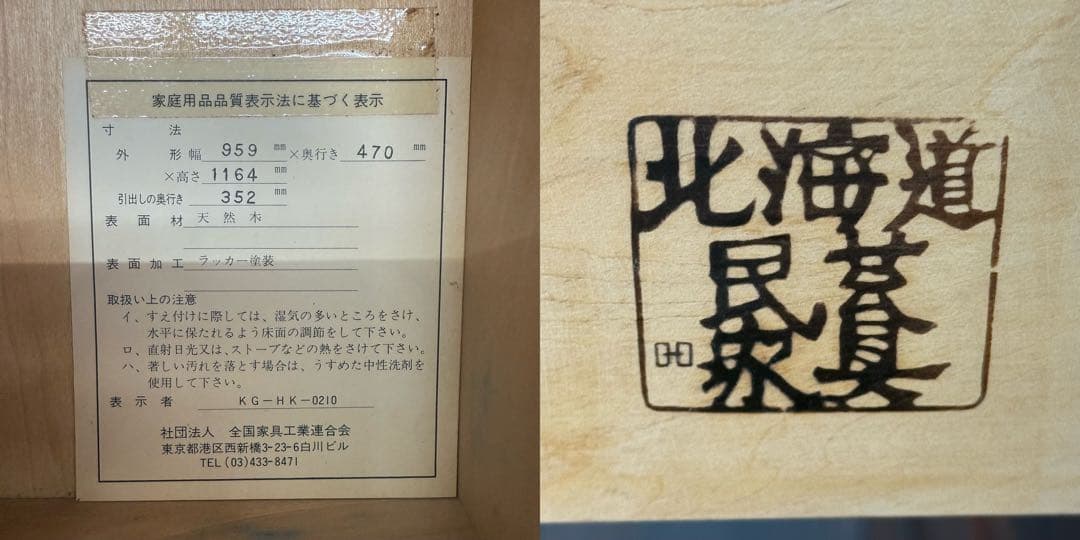 家庭用品品質表示法に基づく表示
寸法
外形 幅 959 mm ×奥行き 470 mm
×高さ 1164 mm
引出しの奥行き 352 mm
表面材 天然木
表面加工 ラッカー塗装
取扱い上の注意
イ、すえ付けに際しては、湿気の多いところをさけ、
水平に保たれるよう床面の調節をして下さい。
ロ、直射日光又は、ストーブなどの熱をさけて下さい。
ハ、著しい汚れを落とす場合は、うすめた中性洗剤を
使用して下さい。
表示者 KG-HK-0210
社団法人 全国家具工業連合会
東京都港区西新橋3-23-6白川ビル
TEL (03)433-8471
北海道
民芸
家具